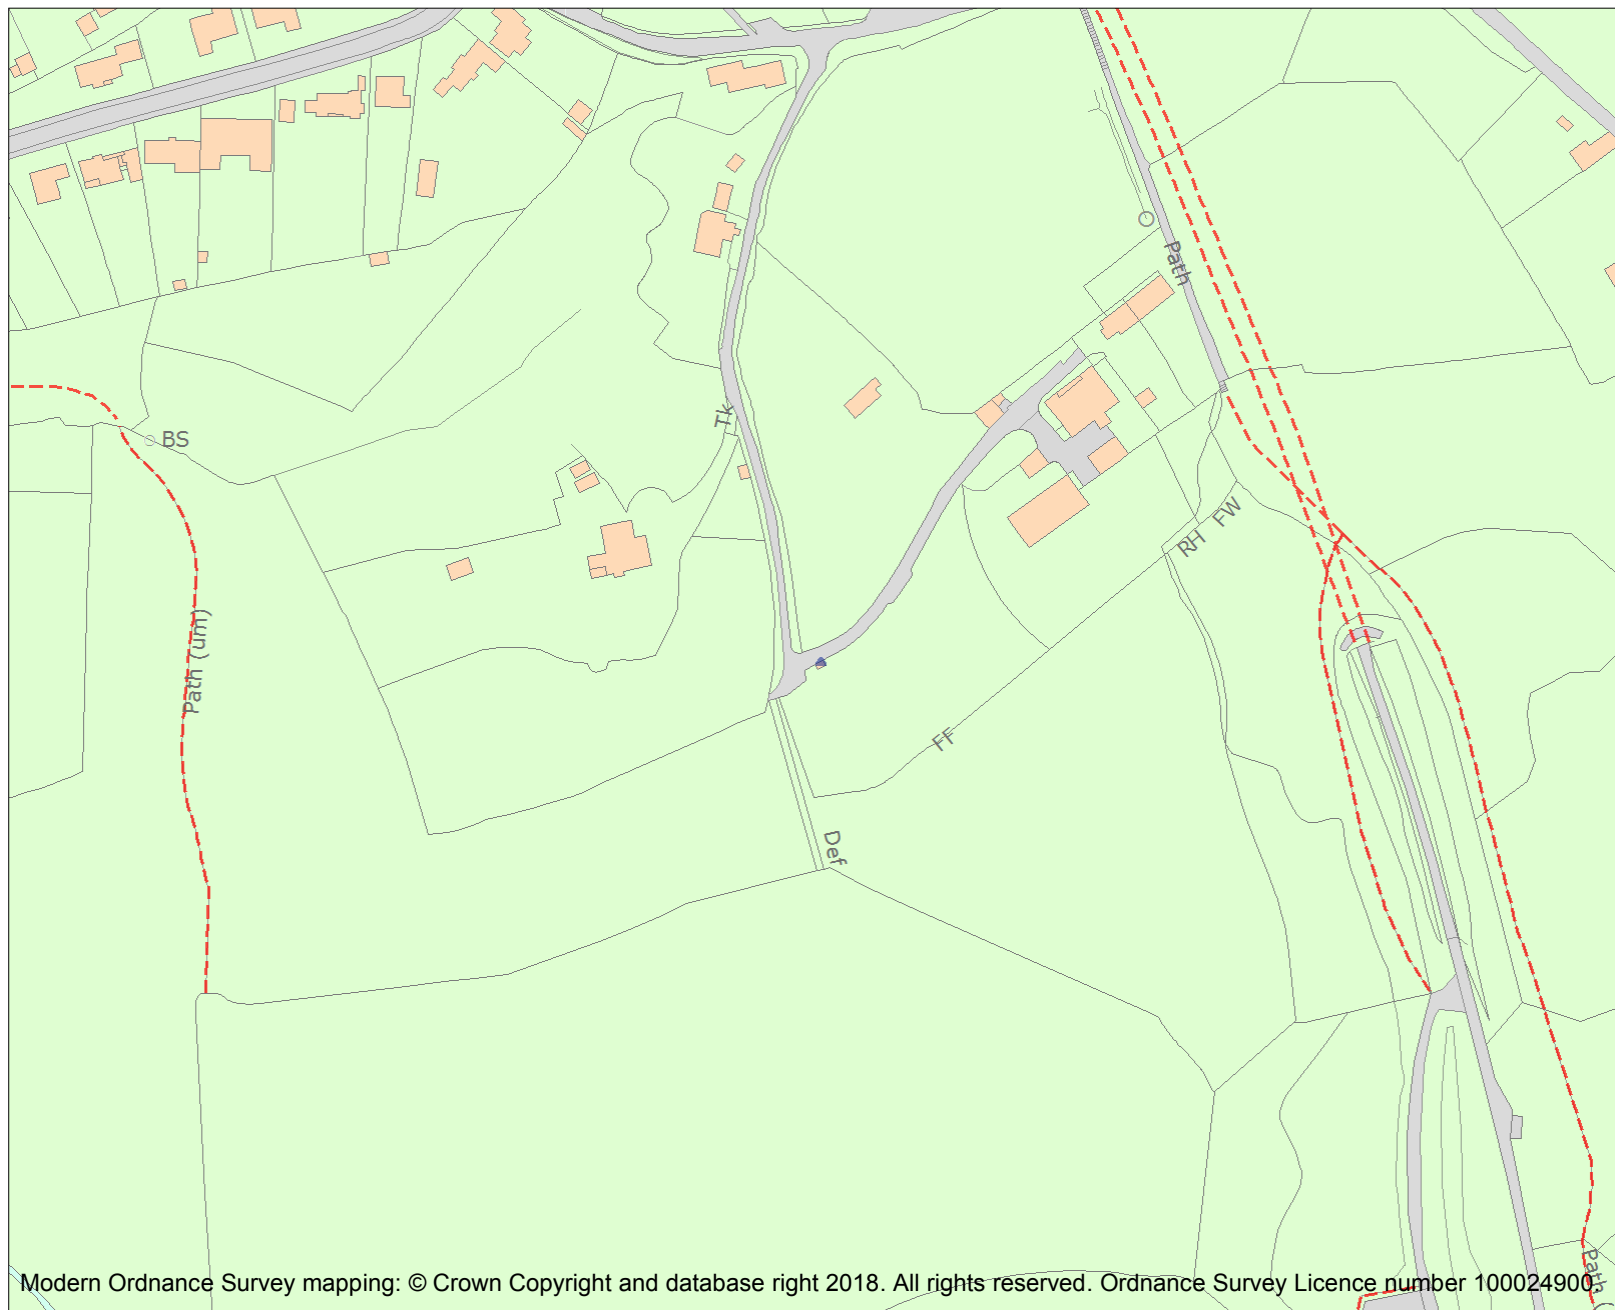 Path
Tk
BS
RH FW
Path (um)
FF
Def
Path
Modern Ordnance Survey mapping: © Crown Copyright and database right 2018. All rights reserved. Ordnance Survey Licence number 100024900.